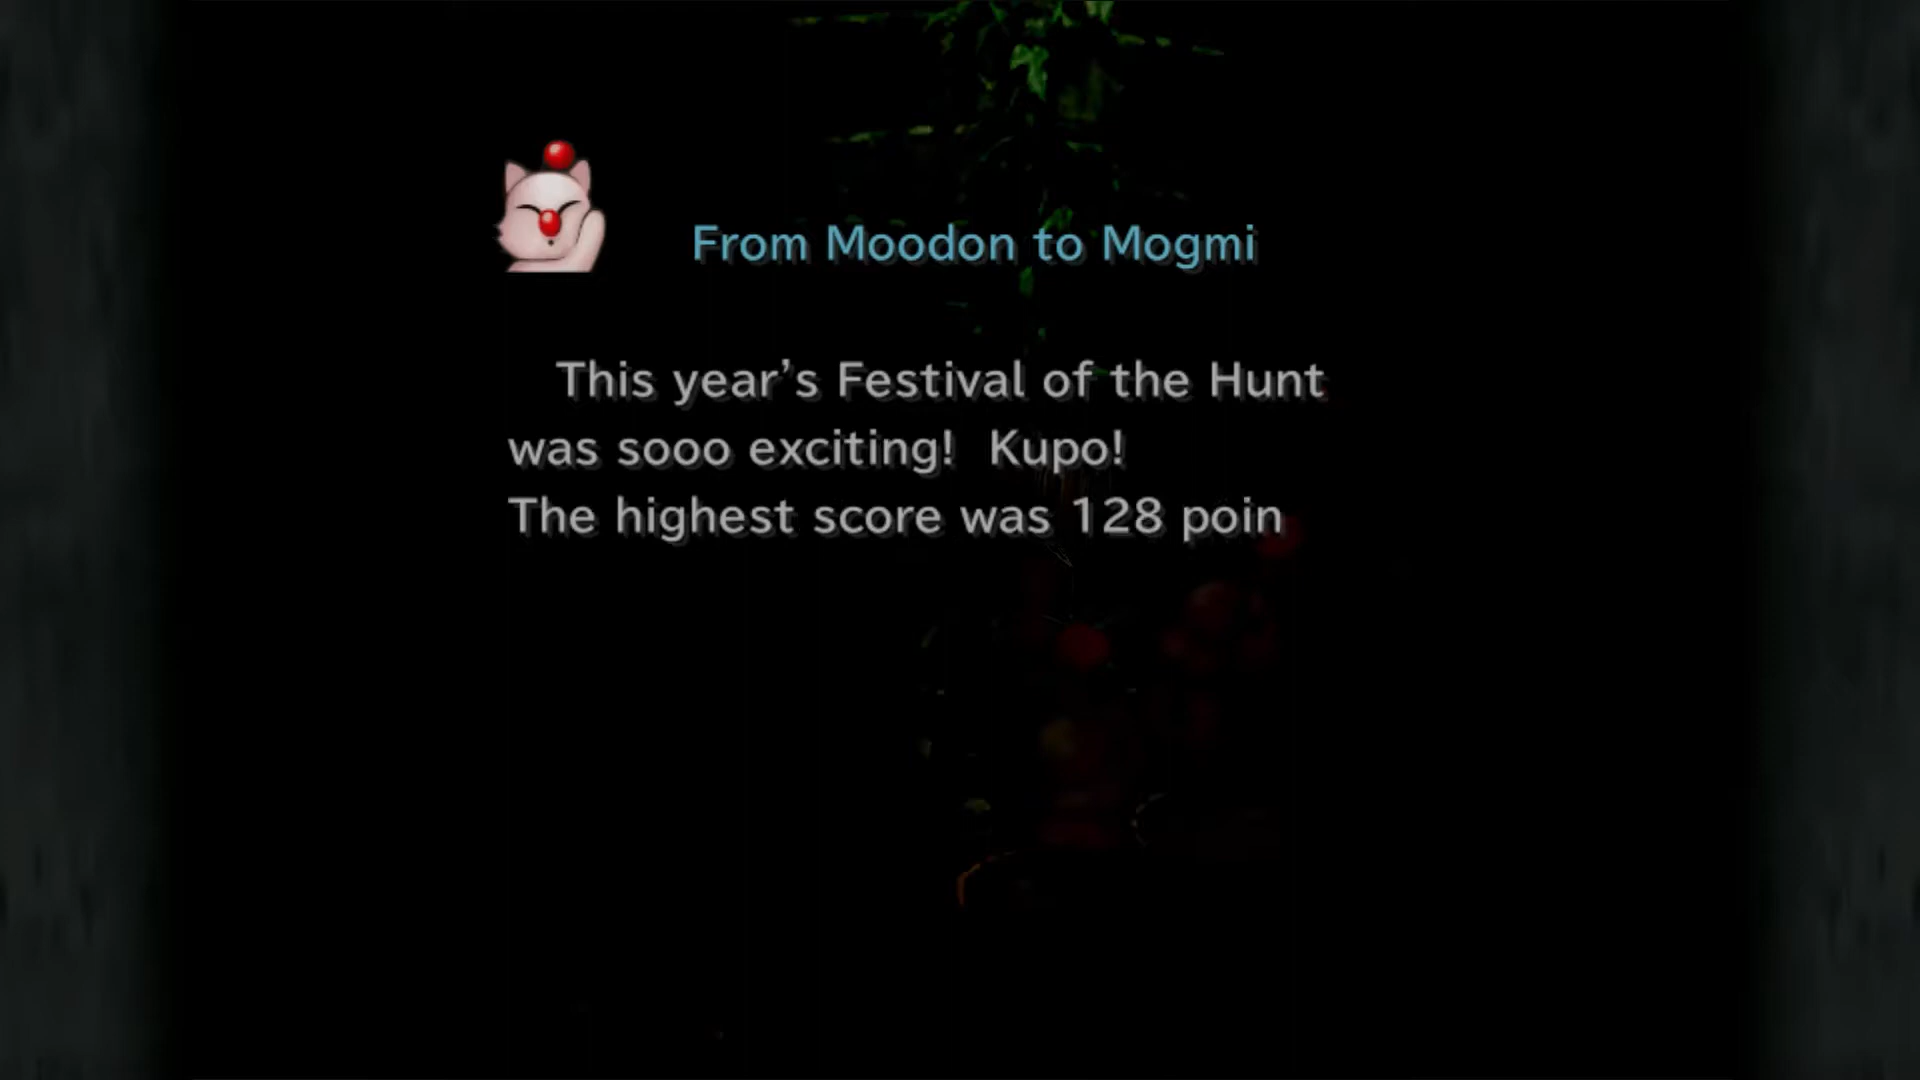 From Moodon to Mogmi
This year’s Festival of the Hunt
was sooo exciting!  Kupo!
The highest score was 128 poin